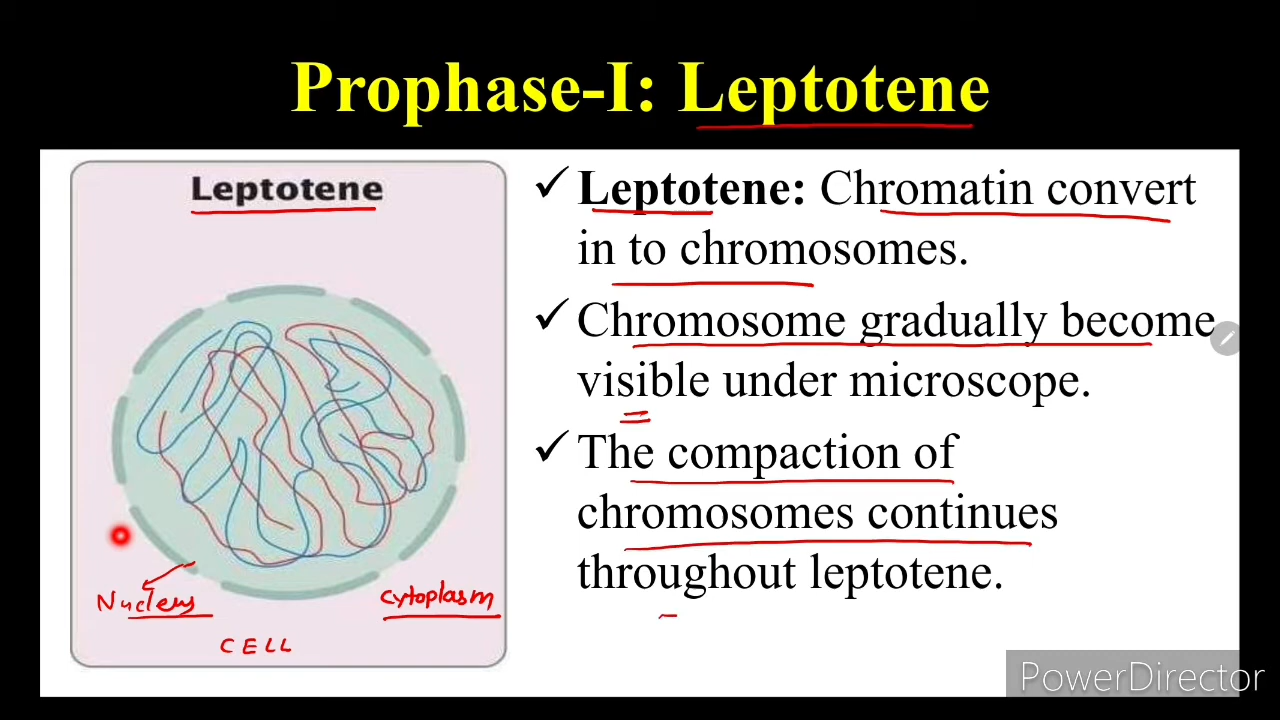 Prophase-I: Leptotene
Leptotene
Nucleus
Cytoplasm
CELL
✓ Leptotene: Chromatin convert
in to chromosomes.
✓ Chromosome gradually become
visible under microscope.
✓ The compaction of
chromosomes continues
throughout leptotene.
PowerDirector